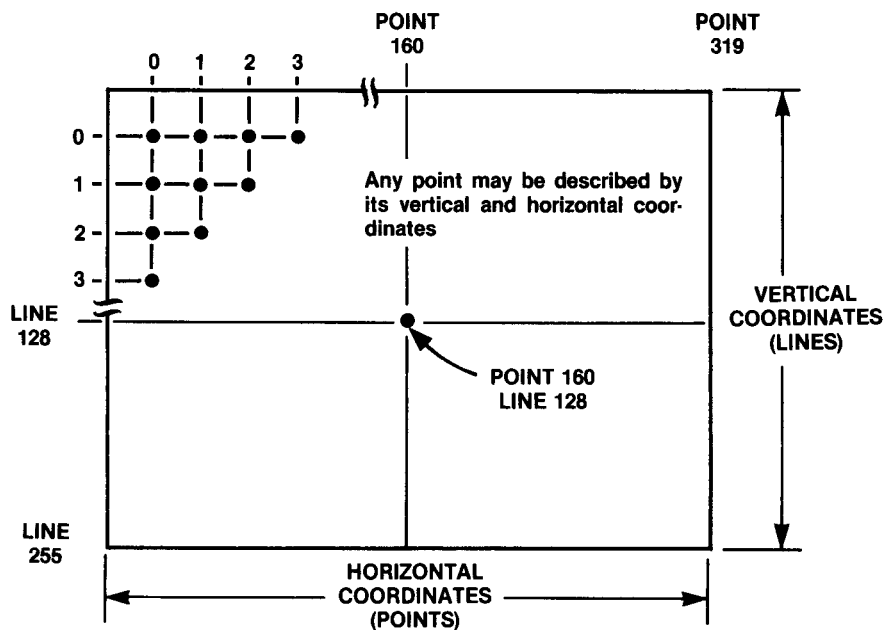 POINT
160
POINT
319
0 1 2 3
0
1
2
3
Any point may be described by
its vertical and horizontal coor-
dinates
LINE
128
VERTICAL
COORDINATES
(LINES)
POINT 160
LINE 128
LINE
255
HORIZONTAL
COORDINATES
(POINTS)